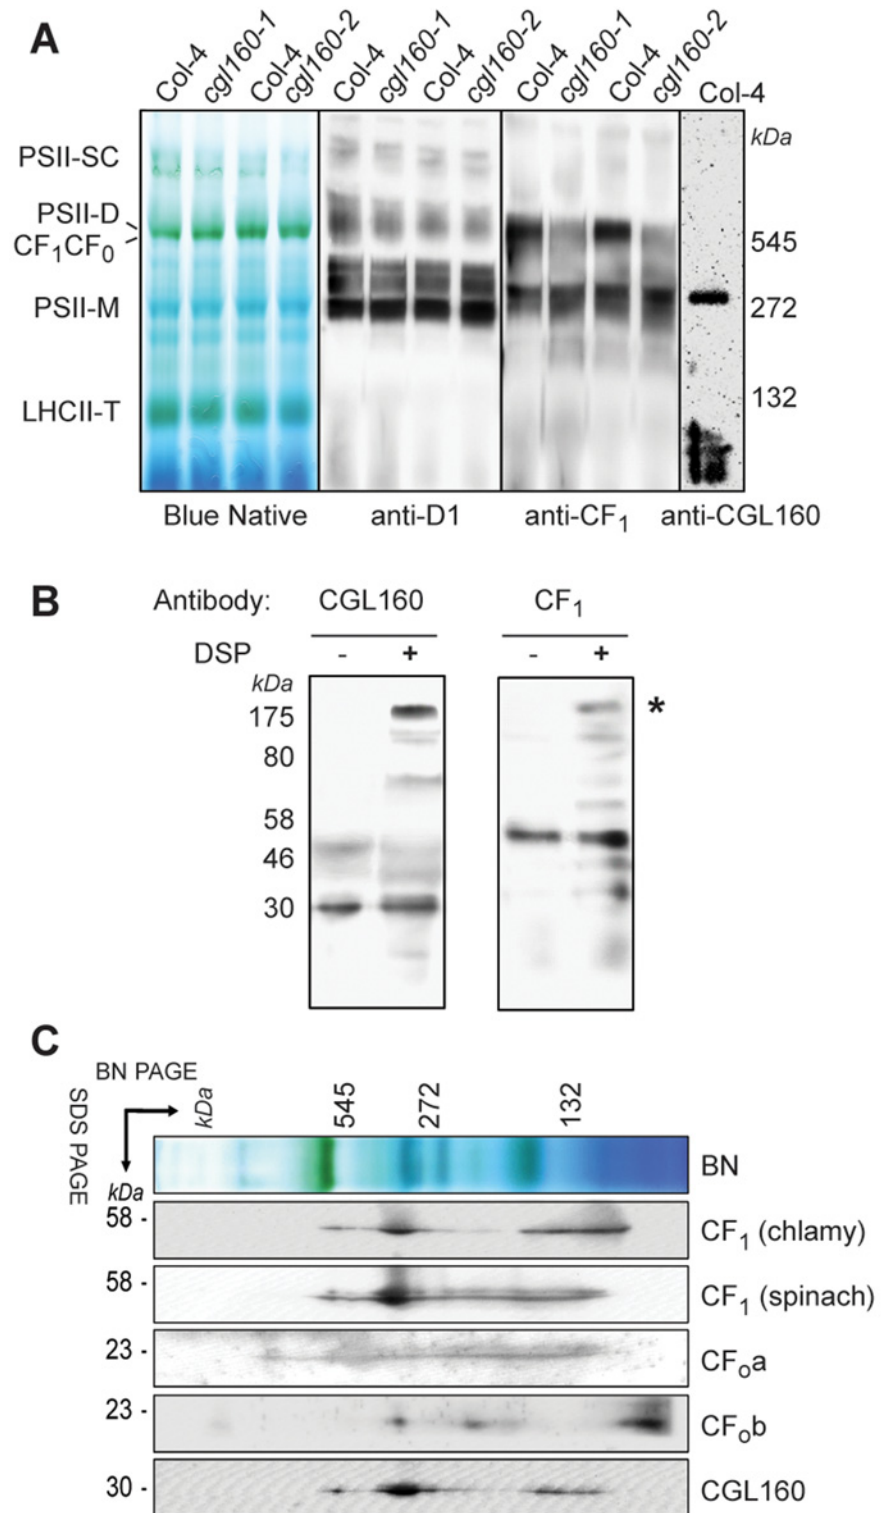 A
Col-4 cgl160-1 Col-4 cgl160-2 Col-4 cgl160-1 Col-4 cgl160-2 Col-4 cgl160-1 Col-4 cgl160-2 Col-4
kDa
PSII-SC
PSII-D
CF1CF0
545
PSII-M
272
LHCII-T
132
Blue Native anti-D1 anti-CF1 anti-CGL160
B
Antibody: CGL160 CF1
DSP - + - +
kDa
175
*
80
58
46
30
C
BN PAGE
SDS PAGE
kDa 545 272 132
BN
kDa
58 - CF1 (chlamy)
58 - CF1 (spinach)
23 - CFoa
23 - CFob
30 - CGL160